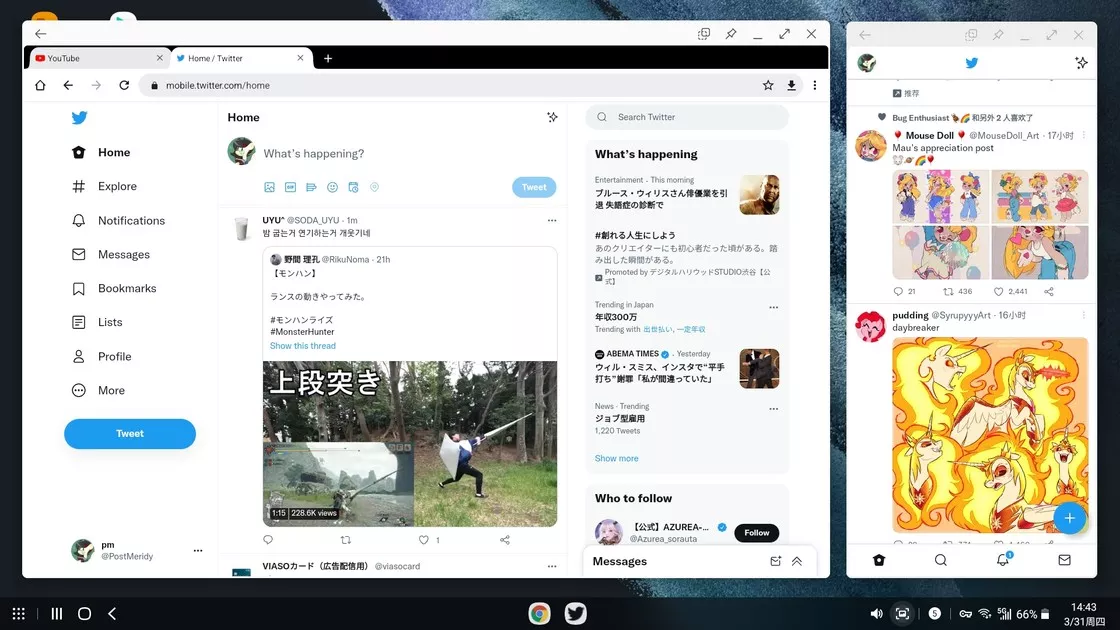 YouTube
Home / Twitter
mobile.twitter.com/home
Home
Explore
Notifications
Messages
Bookmarks
Lists
Profile
More
Tweet
pm
@PostMeridy
Home
What's happening?
Tweet
UYU^ @SODA_UYU · 1m
밤 굽는거 연기하는거 개웃기네
野間 理孔 @RikuNoma · 21h
【モンハン】
ランスの動きやってみた。
#モンハンライズ
#MonsterHunter
Show this thread
上段突き
1:15 228.6K views
1
VIASOカード（広告配信用） @viasocard
Search Twitter
What's happening
Entertainment · This morning
ブルース・ウィリスさん俳優業を引
退 失語症の診断で
#創れる人生にしよう
あのクリエイターにも初心者だった頃がある。踏
み出した瞬間がある。
Promoted by デジタルハリウッドSTUDIO渋谷【公
式】
Trending in Japan
年収300万
Trending with 出世払い, 一定年収
ABEMA TIMES · Yesterday
ウィル・スミス、インスタで“平手
打ち”謝罪「私が間違っていた」
News · Trending
ジョブ型雇用
1,220 Tweets
Show more
Who to follow
【公式】AZUREA-...
@Azurea_sorauta
Follow
Messages
推荐
Bug Enthusiast 和另外 2 人喜欢了
Mouse Doll @MouseDoll_Art · 17小时
Mau's appreciation post
21 436 2,441
pudding @SyrupyyyArt · 16小时
daybreaker
1
5
5G
66%
14:43
3/31周四